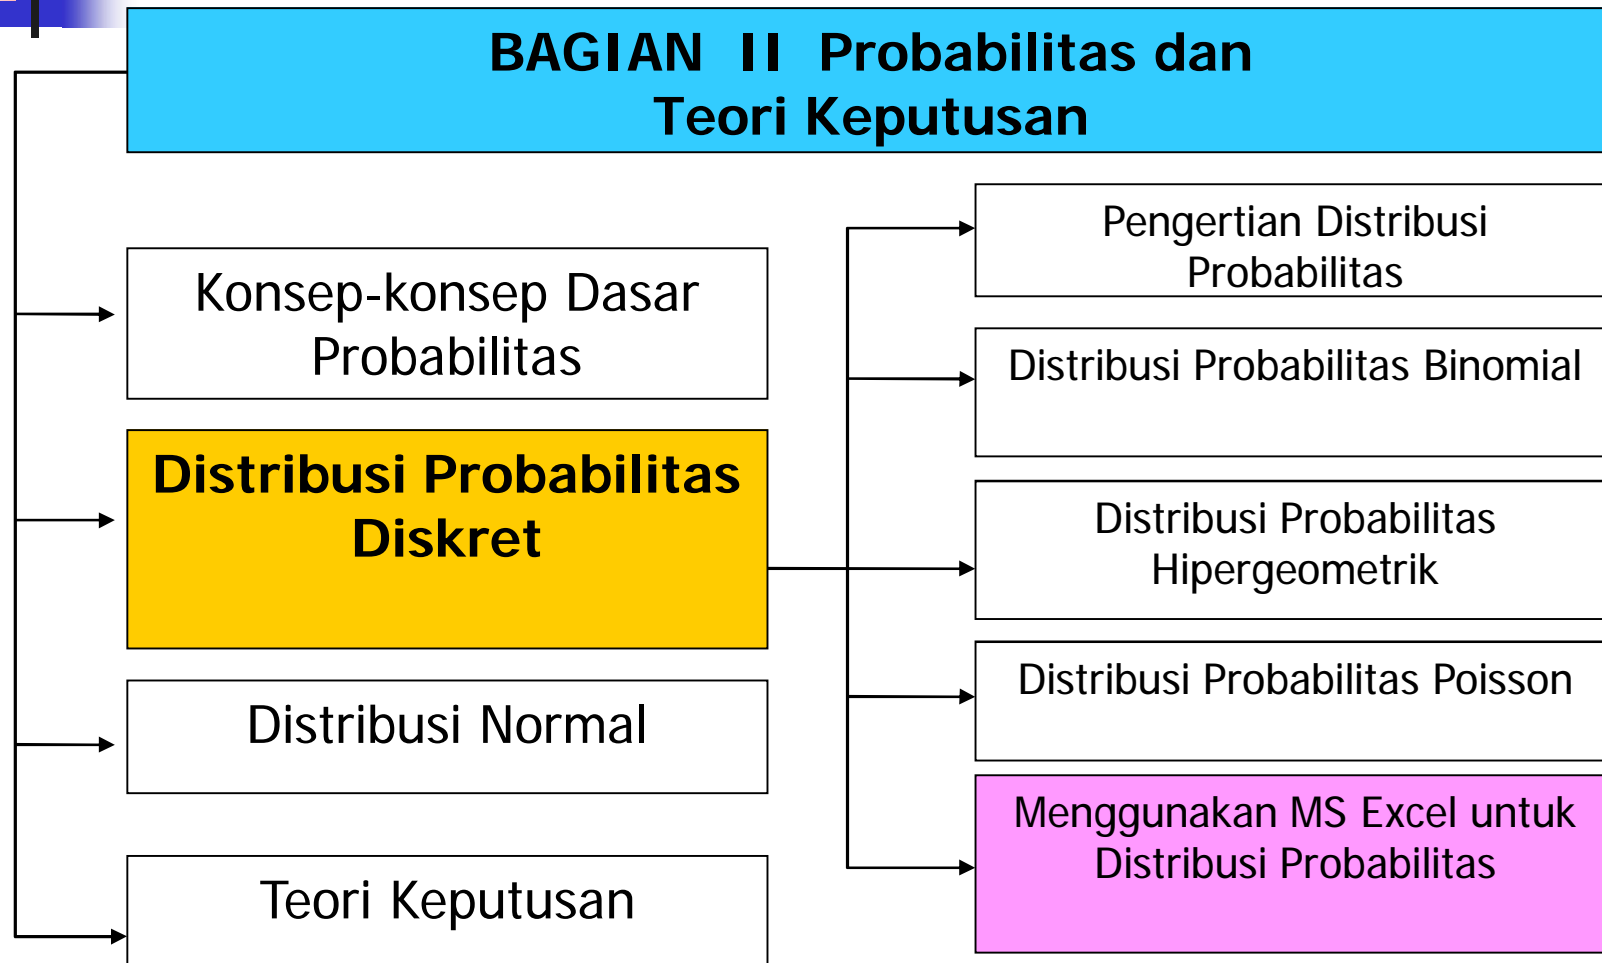 BAGIAN II Probabilitas dan
Teori Keputusan
Konsep-konsep Dasar
Probabilitas
Distribusi Probabilitas
Diskret
Distribusi Normal
Teori Keputusan
Pengertian Distribusi
Probabilitas
Distribusi Probabilitas Binomial
Distribusi Probabilitas
Hipergeometrik
Distribusi Probabilitas Poisson
Menggunakan MS Excel untuk
Distribusi Probabilitas